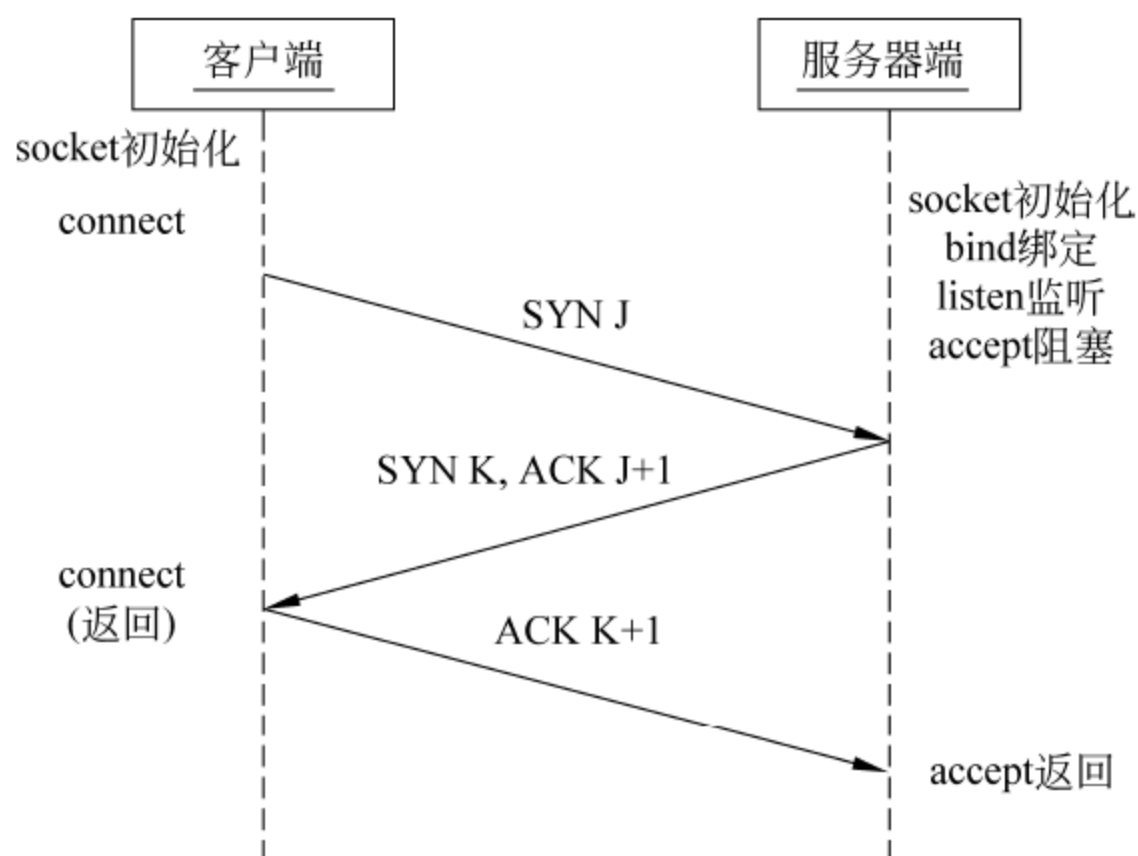 客户端
服务器端
socket初始化
connect
socket初始化
bind绑定
listen监听
accept阻塞
SYN J
SYN K, ACK J+1
connect
(返回)
ACK K+1
accept返回